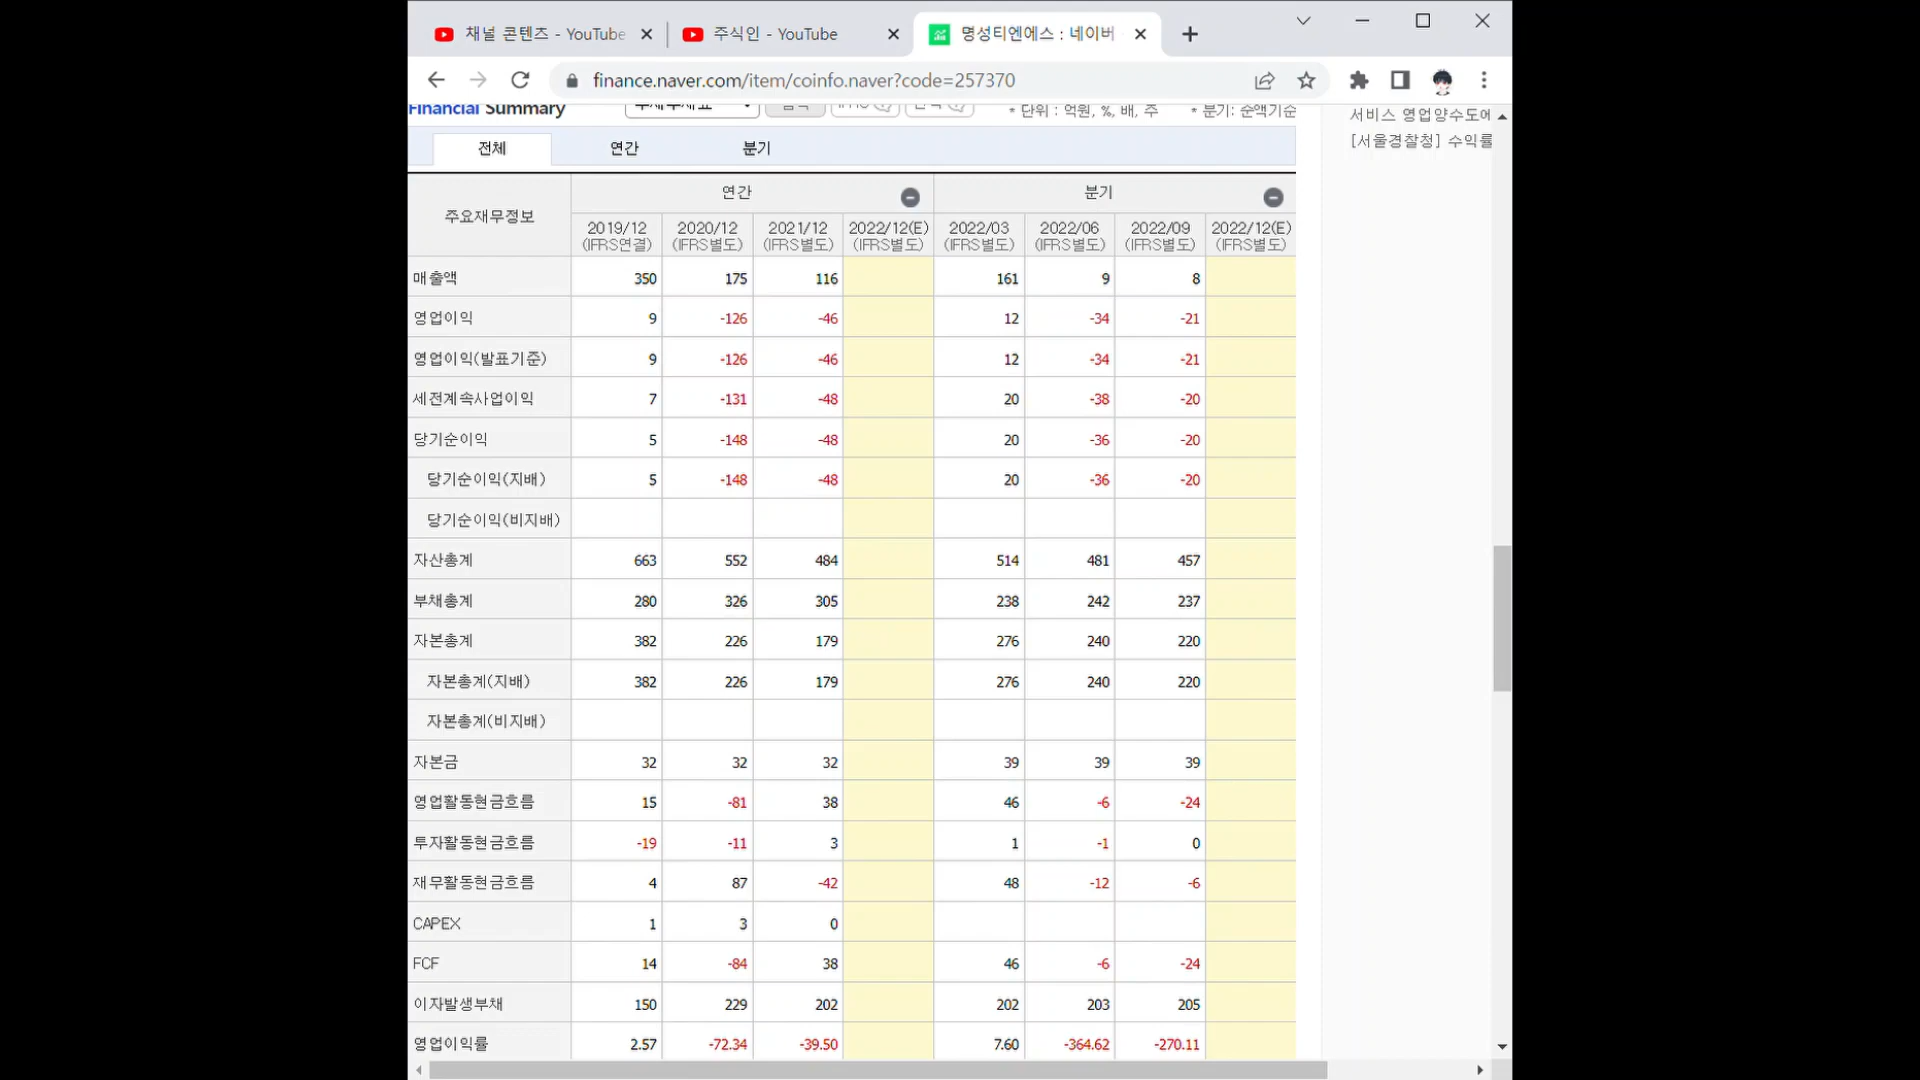 채널 콘텐츠 - YouTube
주식인 - YouTube
명성티엔에스 : 네이버
finance.naver.com/item/coinfo.naver?code=257370
Financial Summary
* 단위 : 억원, %, 배, 주 * 분기: 순액기준
서비스 영업양수도에
[서울경찰청] 수익률
전체 연간 분기
주요재무정보 연간 분기
2019/12 2020/12 2021/12 2022/12(E) 2022/03 2022/06 2022/09 2022/12(E)
(IFRS연결) (IFRS별도) (IFRS별도) (IFRS별도) (IFRS별도) (IFRS별도) (IFRS별도) (IFRS별도)
매출액 350 175 116 161 9 8
영업이익 9 -126 -46 12 -34 -21
영업이익(발표기준) 9 -126 -46 12 -34 -21
세전계속사업이익 7 -131 -48 20 -38 -20
당기순이익 5 -148 -48 20 -36 -20
당기순이익(지배) 5 -148 -48 20 -36 -20
당기순이익(비지배)
자산총계 663 552 484 514 481 457
부채총계 280 326 305 238 242 237
자본총계 382 226 179 276 240 220
자본총계(지배) 382 226 179 276 240 220
자본총계(비지배)
자본금 32 32 32 39 39 39
영업활동현금흐름 15 -81 38 46 -6 -24
투자활동현금흐름 -19 -11 3 1 -1 0
재무활동현금흐름 4 87 -42 48 -12 -6
CAPEX 1 3 0
FCF 14 -84 38 46 -6 -24
이자발생부채 150 229 202 202 203 205
영업이익률 2.57 -72.34 -39.50 7.60 -364.62 -270.11